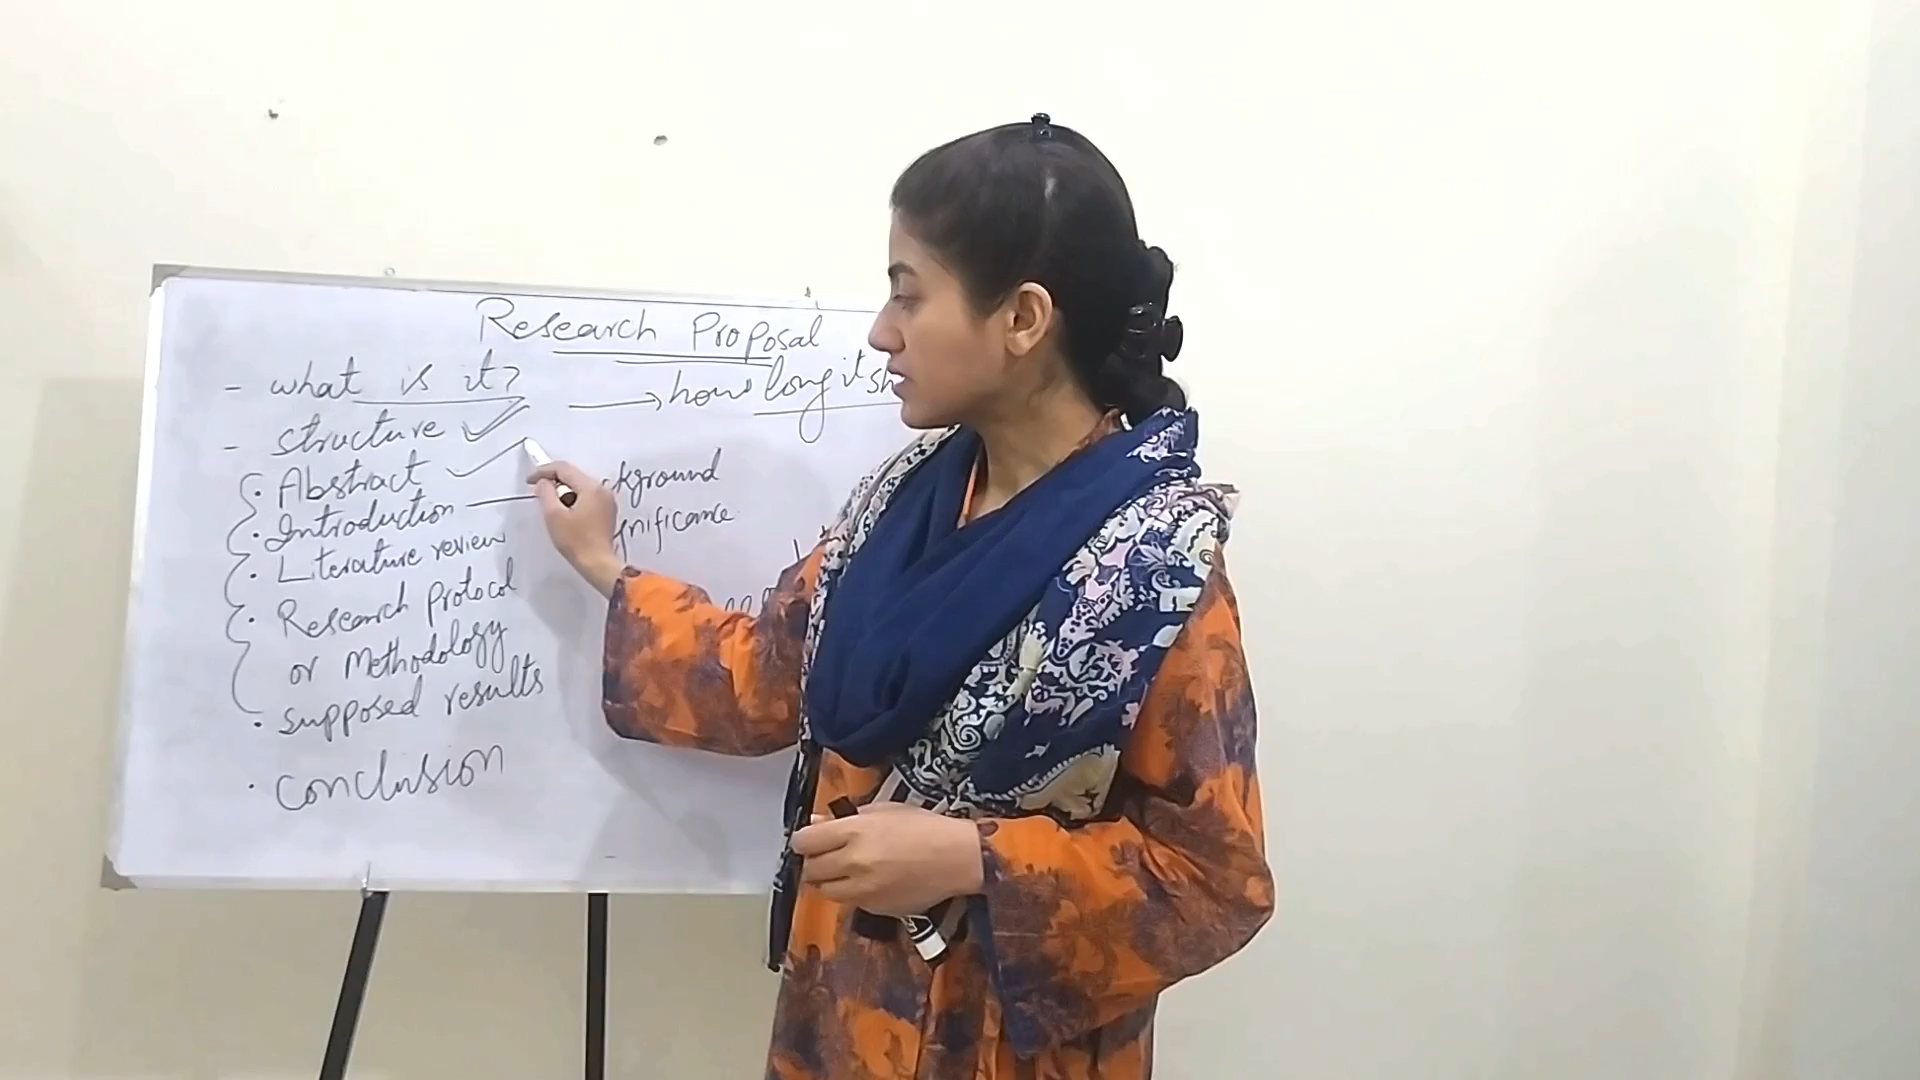 Research Proposal
- what is it?
→ how long it sh
- structure
• Abstract
• Introduction — ckground
gnificance
• Literature review
• Research protocol
or Methodology
• supposed results
• conclusion